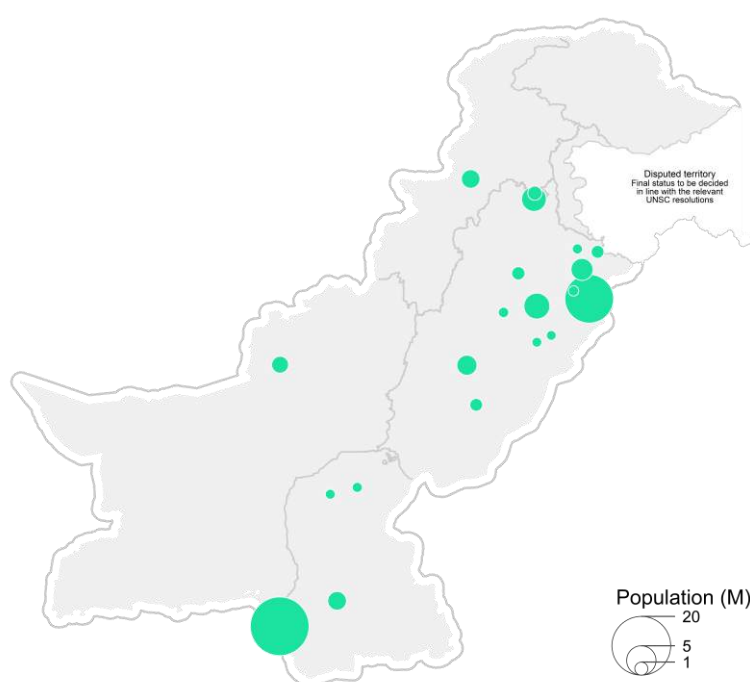 Disputed territory
Final status to be decided
in line with the relevant
UNSC resolutions
Population (M)
20
5
1